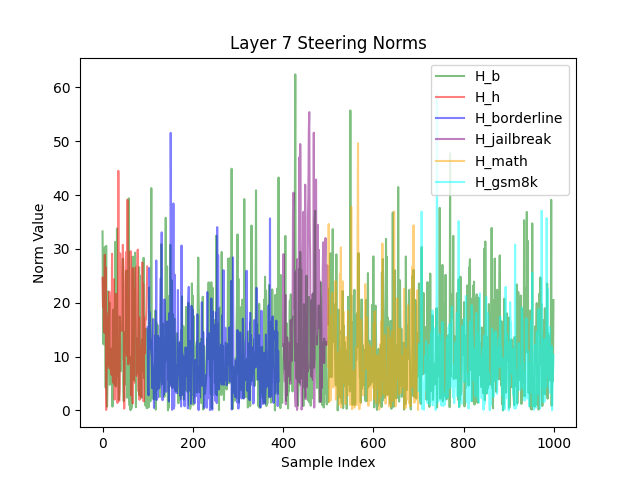 Layer 7 Steering Norms
60
50
40
30
20
10
0
Norm Value
H_b
H_h
H_borderline
H_jailbreak
H_math
H_gsm8k
0
200
400
600
800
1000
Sample Index